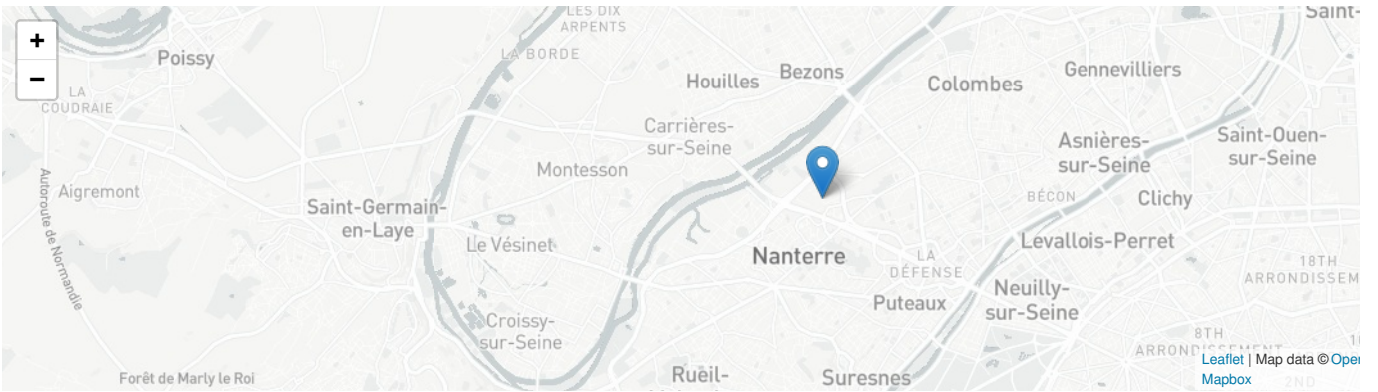 +
−
LES DIX
ARPENTS
Saint-
LA BORDE
Poissy
Houilles
Bezons
Colombes
Gennevilliers
LA
COUDRAIE
Carrières-
sur-Seine
Asnières-
sur-Seine
Saint-Ouen-
sur-Seine
Montesson
Aigremont
Autoroute de Normandie
BÉCON
Clichy
Saint-Germain-
en-Laye
Le Vésinet
Nanterre
LA
DÉFENSE
Levallois-Perret
18TH
ARRONDISSEM
Puteaux
Neuilly-
sur-Seine
Croissy-
sur-Seine
8TH
ARRONDISSEMENT
Forêt de Marly le Roi
Rueil-
Suresnes
2ND
Leaflet | Map data © Ope
Mapbox